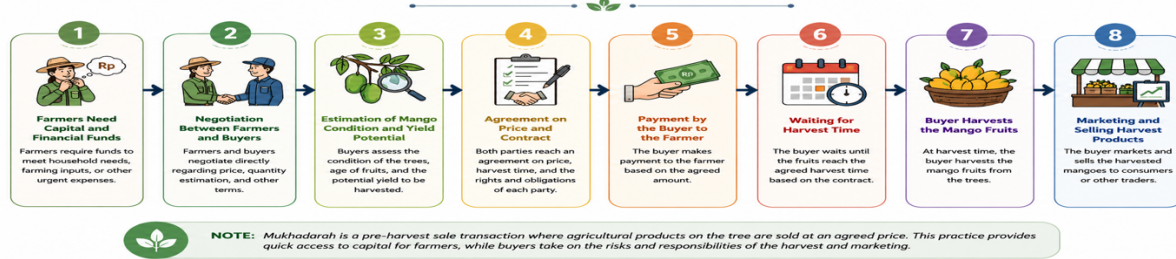 1
Rp
Farmers Need
Capital and
Financial Funds
Farmers require funds to
meet household needs,
farming inputs, or other
urgent expenses.
2
Negotiation
Between Farmers
and Buyers
Farmers and buyers
negotiate directly
regarding price, quantity
estimation, and other
terms.
3
Estimation of Mango
Condition and Yield
Potential
Buyers assess the
condition of the trees,
age of fruits, and the
potential yield to be
harvested.
4
Agreement on
Price and
Contract
Both parties reach an
agreement on price,
harvest time, and the
rights and obligations
of each party.
5
RP
Payment by
the Buyer to
the Farmer
The buyer makes
payment to the farmer
based on the agreed
amount.
6
Waiting for
Harvest Time
The buyer waits until
the fruits reach the
agreed harvest time
based on the contract.
7
Buyer Harvests
the Mango Fruits
At harvest time, the
buyer harvests the
mango fruits from
the trees.
8
Marketing and
Selling Harvest
Products
The buyer markets and
sells the harvested
mangoes to consumers
or other traders.
NOTE: Mukhadarah is a pre-harvest sale transaction where agricultural products on the tree are sold at an agreed price. This practice provides
quick access to capital for farmers, while buyers take on the risks and responsibilities of the harvest and marketing.